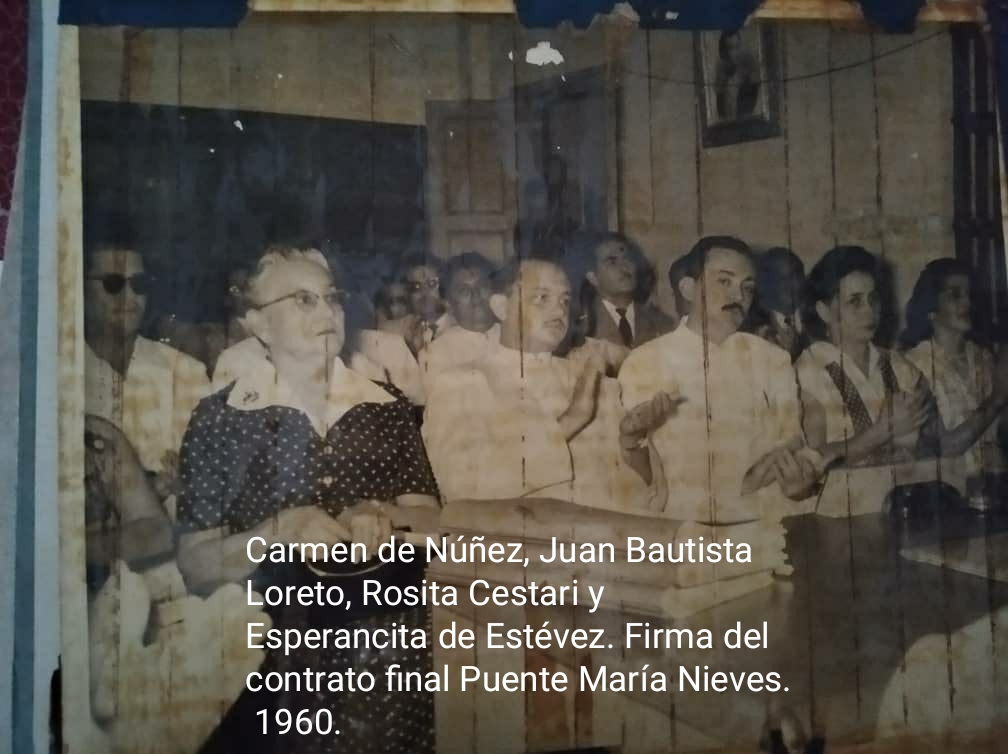 Carmen de Núñez, Juan Bautista
Loreto, Rosita Cestari y
Esperancita de Estévez. Firma del
contrato final Puente María Nieves.
1960.